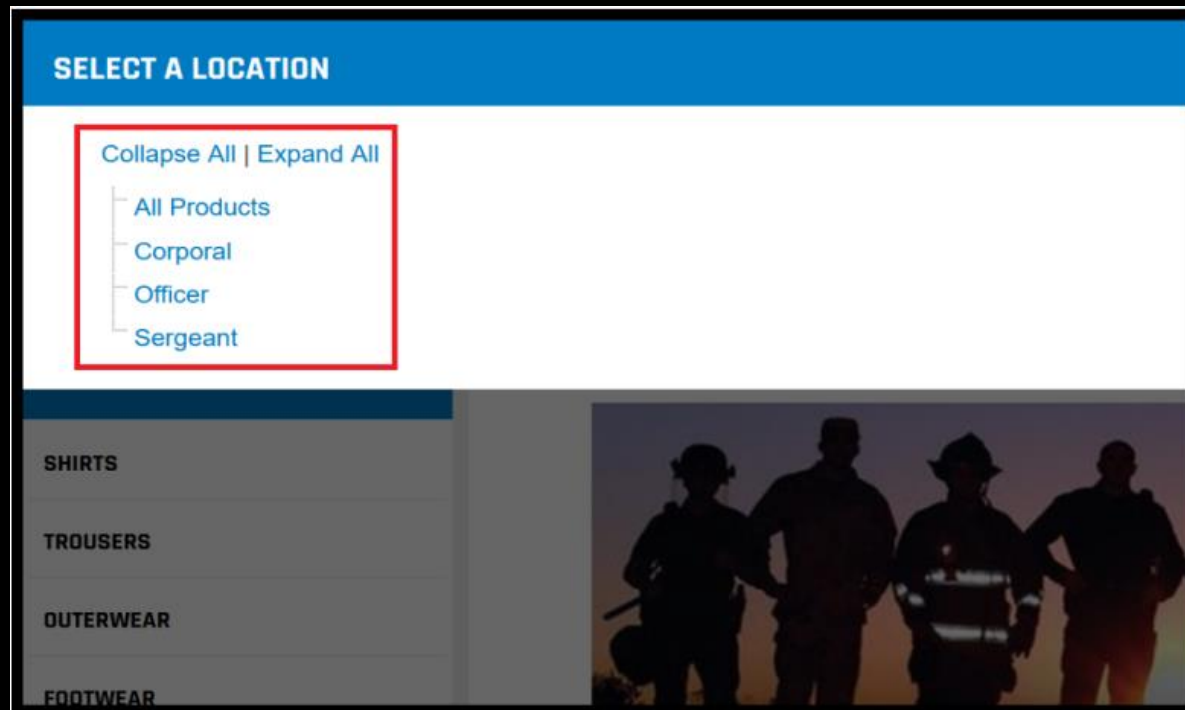 SELECT A LOCATION
Collapse All | Expand All
All Products
Corporal
Officer
Sergeant
SHIRTS
TROUSERS
OUTERWEAR
FOOTWEAR